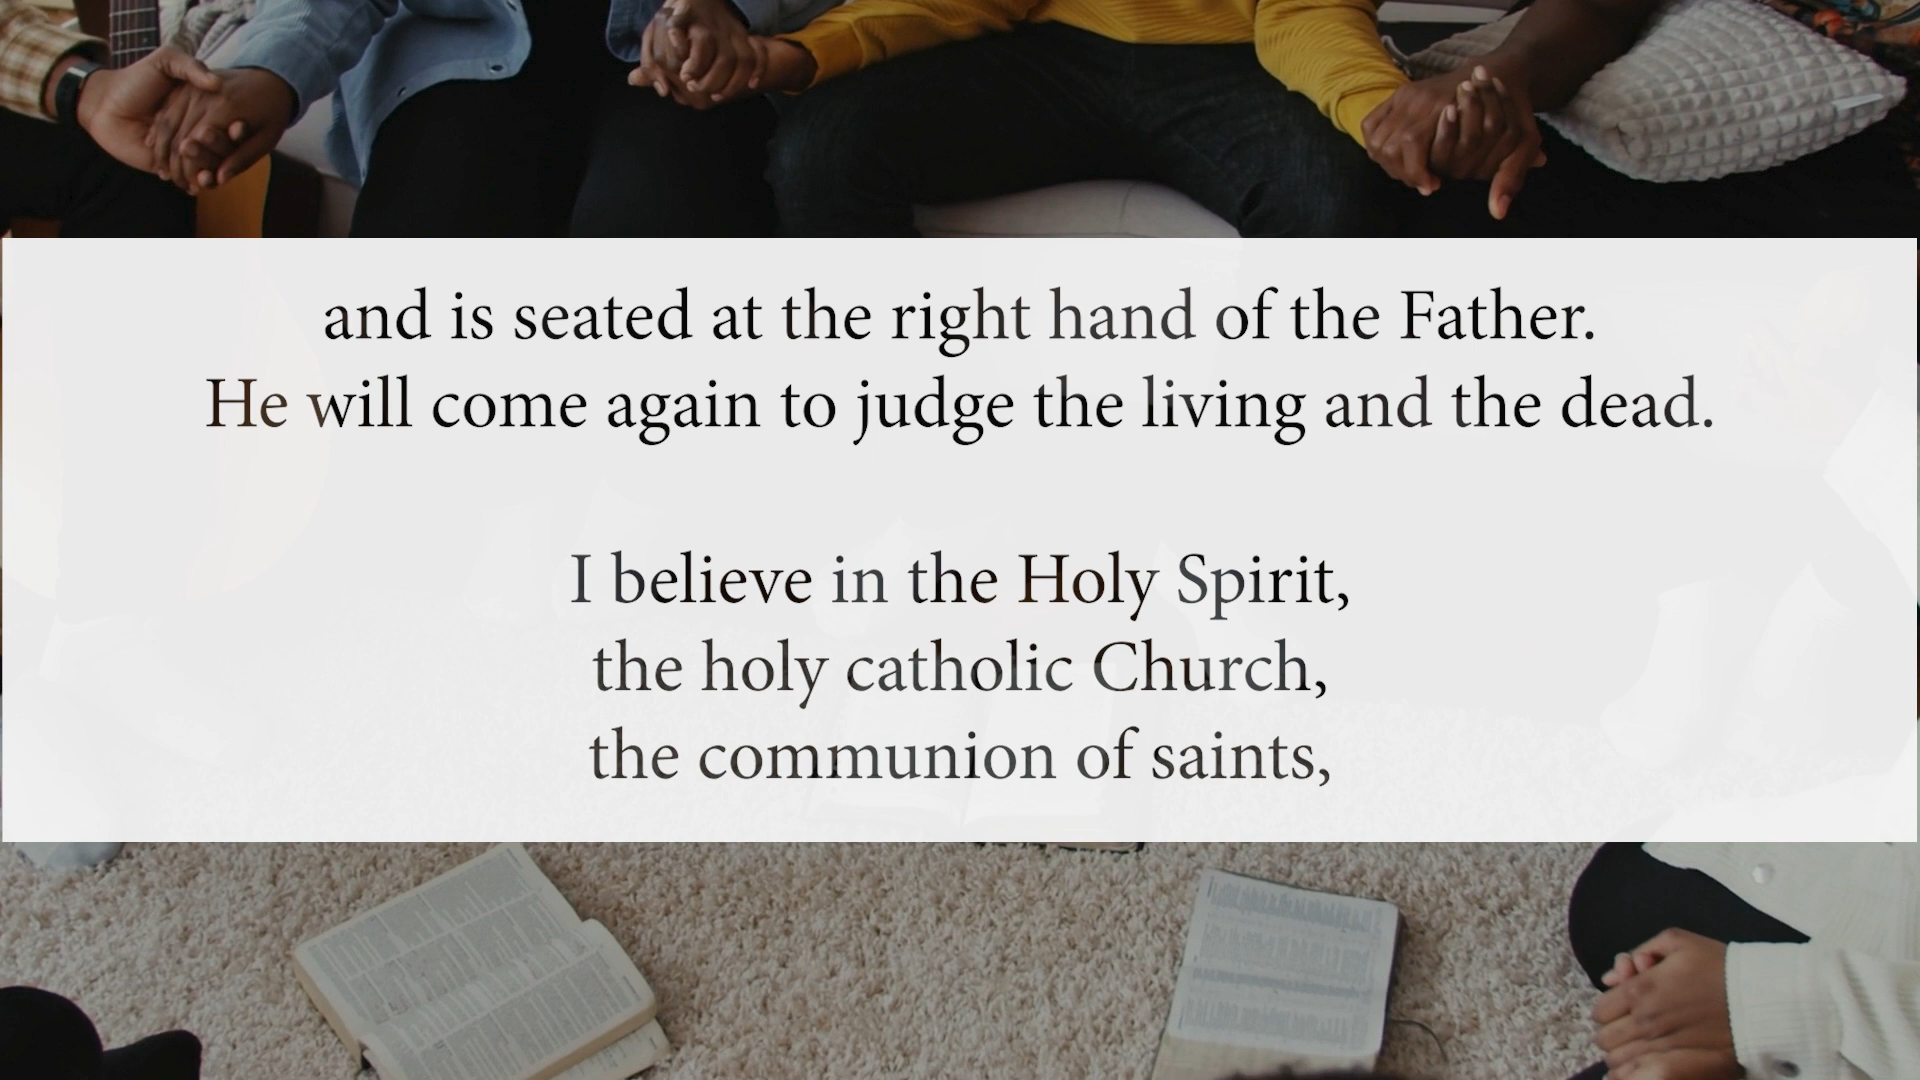 and is seated at the right hand of the Father.
He will come again to judge the living and the dead.
I believe in the Holy Spirit,
the holy catholic Church,
the communion of saints,